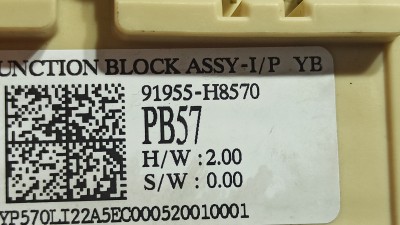 UNCTION BLOCK ASSY-I/P YB
91955-H8570
PB57
H/W : 2.00
S/W : 0.00
YP570LI22A5EC000520010001